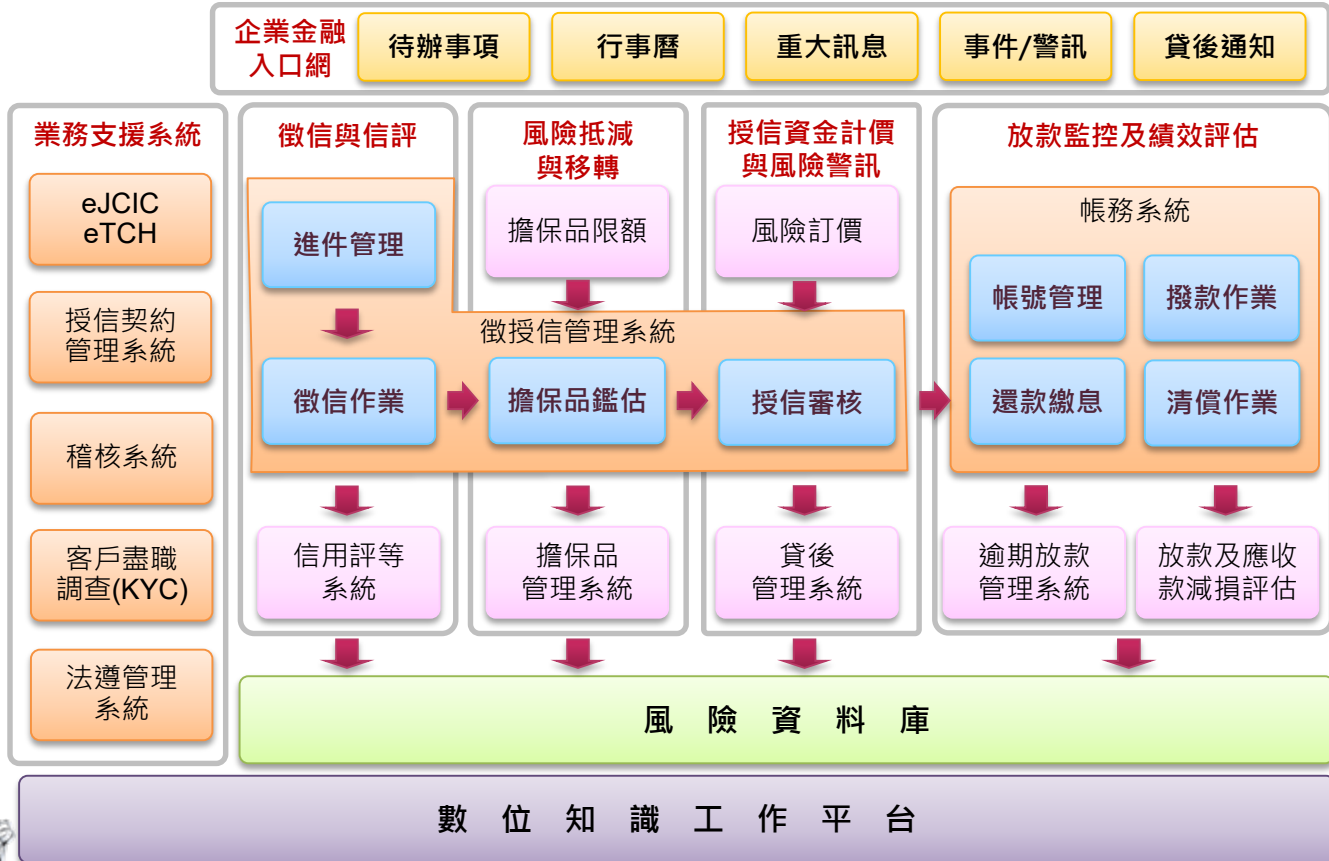 企業金融
入口網
待辦事項
行事曆
重大訊息
事件/警訊
貸後通知
業務支援系統
eJCIC
eTCH
授信契約
管理系統
稽核系統
客戶盡職
調查(KYC)
法遵管理
系統
徵信與信評
進件管理
徵信作業
信用評等
系統
風險抵減
與移轉
擔保品限額
徵授信管理系統
擔保品鑑估
擔保品
管理系統
授信資金計價
與風險警訊
風險訂價
授信審核
貸後
管理系統
放款監控及績效評估
帳務系統
帳號管理
撥款作業
還款繳息
清償作業
逾期放款
管理系統
放款及應收
款減損評估
風 險 資 料 庫
數 位 知 識 工 作 平 台